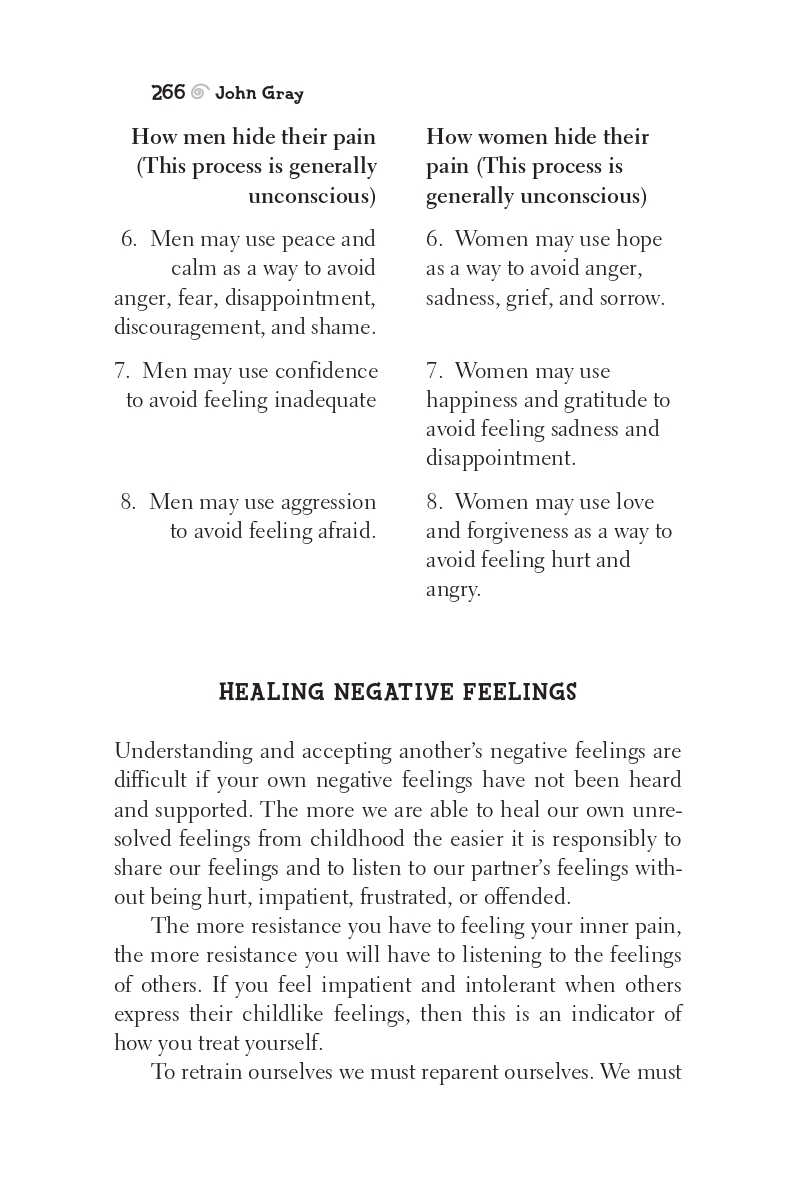 266 John Gray
How men hide their pain
(This process is generally
unconscious)
How women hide their
pain (This process is
generally unconscious)
6. Men may use peace and
calm as a way to avoid
anger, fear, disappointment,
discouragement, and shame.
6. Women may use hope
as a way to avoid anger,
sadness, grief, and sorrow.
7. Men may use confidence
to avoid feeling inadequate
7. Women may use
happiness and gratitude to
avoid feeling sadness and
disappointment.
8. Men may use aggression
to avoid feeling afraid.
8. Women may use love
and forgiveness as a way to
avoid feeling hurt and
angry.
HEALING NEGATIVE FEELINGS
Understanding and accepting another’s negative feelings are
difficult if your own negative feelings have not been heard
and supported. The more we are able to heal our own unre-
solved feelings from childhood the easier it is responsibly to
share our feelings and to listen to our partner’s feelings with-
out being hurt, impatient, frustrated, or offended.
The more resistance you have to feeling your inner pain,
the more resistance you will have to listening to the feelings
of others. If you feel impatient and intolerant when others
express their childlike feelings, then this is an indicator of
how you treat yourself.
To retrain ourselves we must reparent ourselves. We must